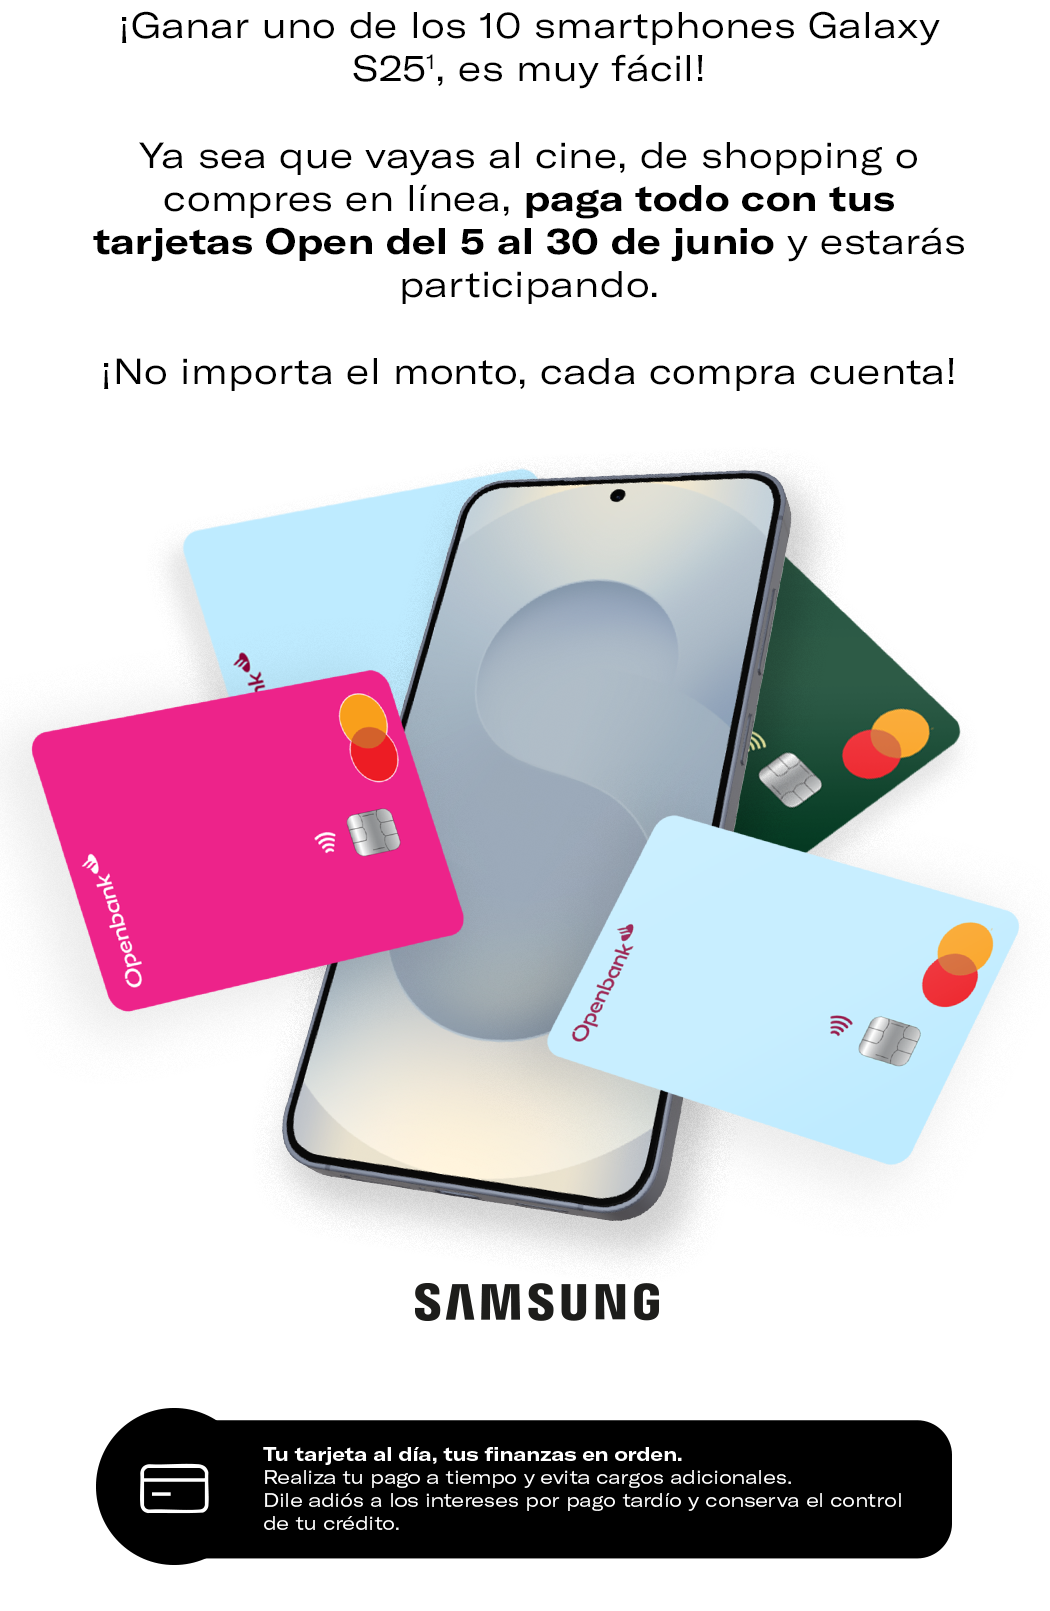 ¡Ganar uno de los 10 smartphones Galaxy
S25¹, es muy fácil!
Ya sea que vayas al cine, de shopping o
compres en línea, paga todo con tus
tarjetas Open del 5 al 30 de junio y estarás
participando.
¡No importa el monto, cada compra cuenta!
nk
Openbank
Openbank
SAMSUNG
Tu tarjeta al día, tus finanzas en orden.
Realiza tu pago a tiempo y evita cargos adicionales.
Dile adiós a los intereses por pago tardío y conserva el control
de tu crédito.